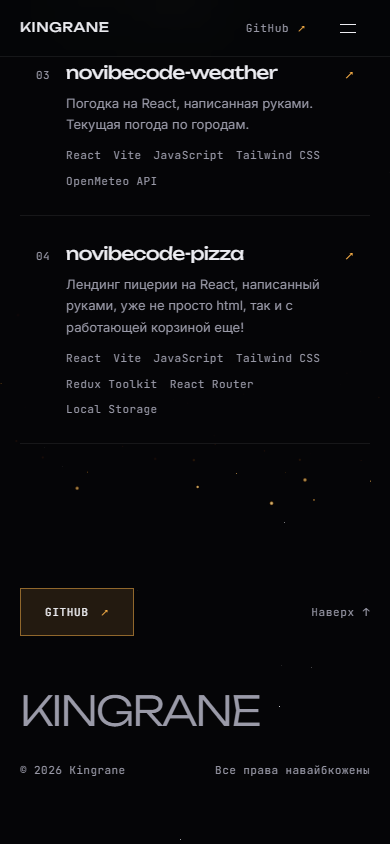 KINGRANE
GitHub ↗
03
novibecode-weather ↗
Погодка на React, написанная руками.
Текущая погода по городам.
React Vite JavaScript Tailwind CSS
OpenMeteo API
04
novibecode-pizza ↗
Лендинг пицерии на React, написанный
руками, уже не просто html, так и с
работающей корзиной еще!
React Vite JavaScript Tailwind CSS
Redux Toolkit React Router
Local Storage
GITHUB ↗
Наверх ↑
KINGRANE
© 2026 Kingrane
Все права навайбкожены